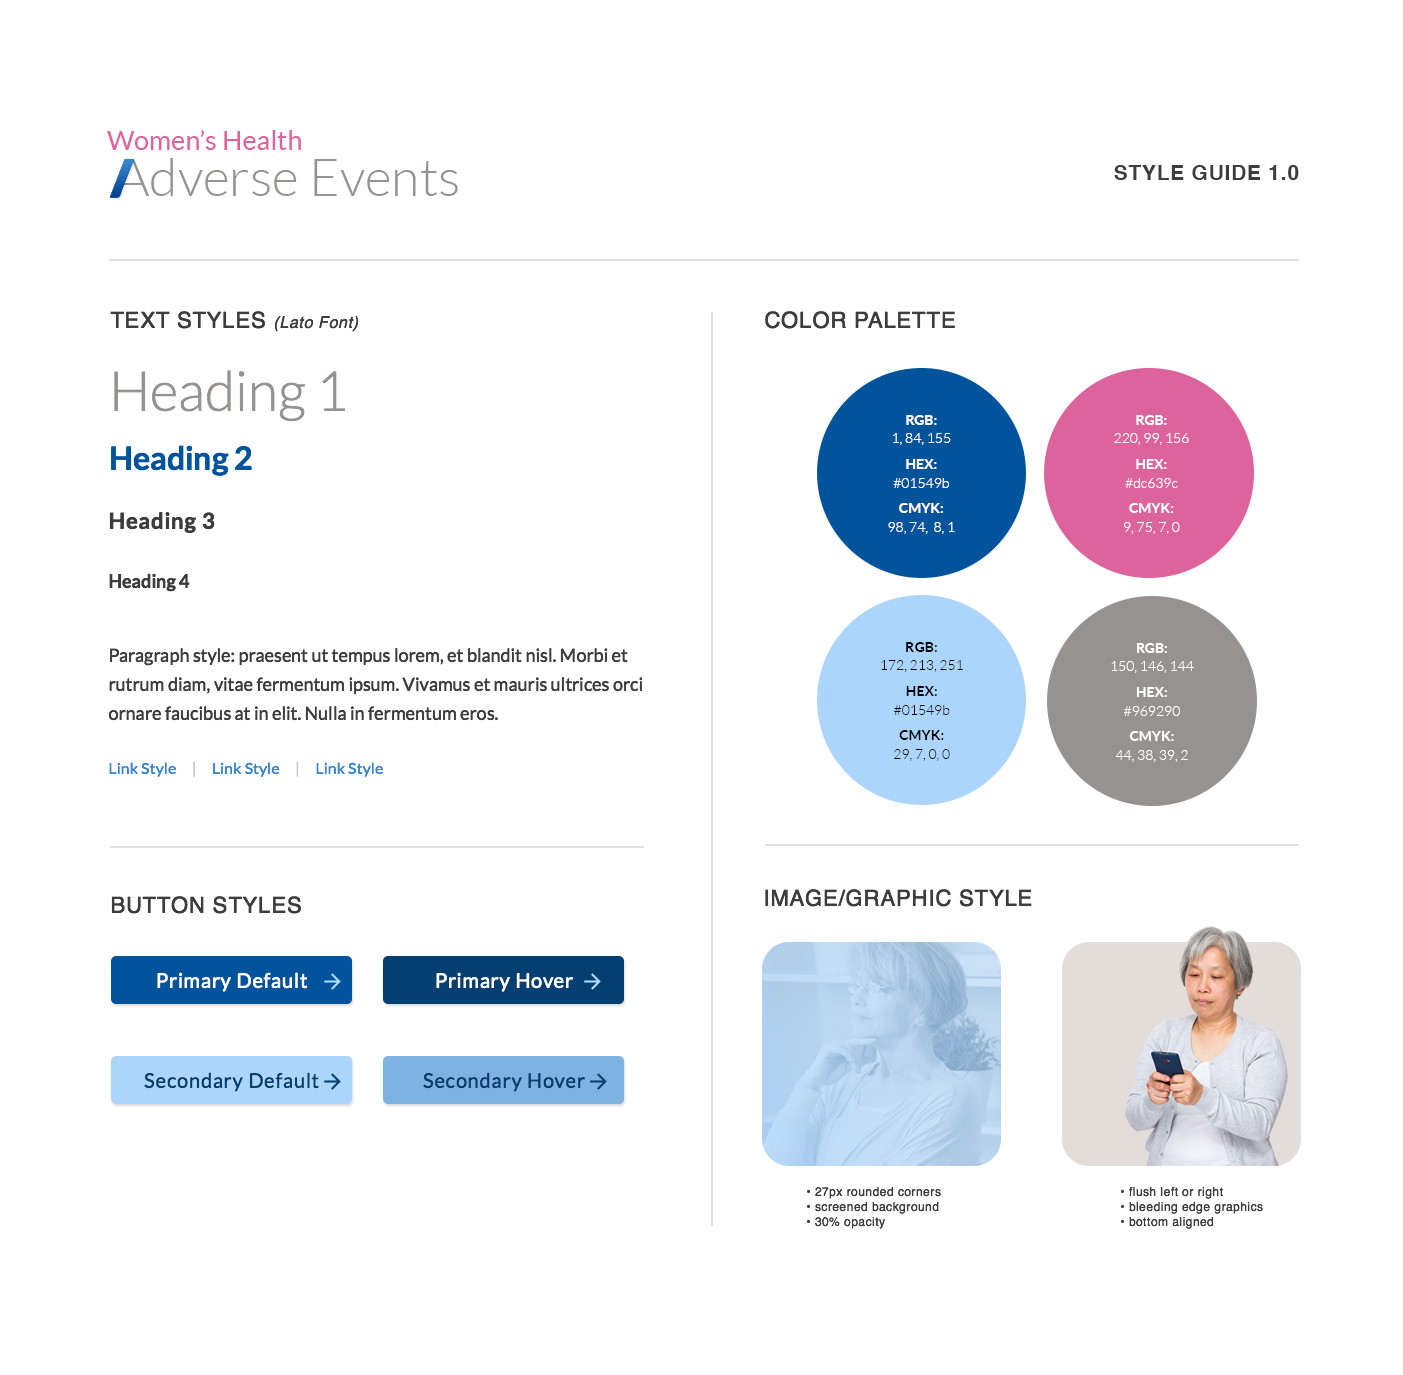 Women's Health
Adverse Events
STYLE GUIDE 1.0
TEXT STYLES (Lato Font)
Heading 1
Heading 2
Heading 3
Heading 4
Paragraph style: praesent ut tempus lorem, et blandit nisl. Morbi et
rutrum diam, vitae fermentum ipsum. Vivamus et mauris ultrices orci
ornare faucibus at in elit. Nulla in fermentum eros.
Link Style | Link Style | Link Style
BUTTON STYLES
Primary Default →
Primary Hover →
Secondary Default →
Secondary Hover →
COLOR PALETTE
RGB:
1, 84, 155
HEX:
#01549b
CMYK:
98, 74, 8, 1
RGB:
220, 99, 156
HEX:
#dc639c
CMYK:
9, 75, 7, 0
RGB:
172, 213, 251
HEX:
#01549b
CMYK:
29, 7, 0, 0
RGB:
150, 146, 144
HEX:
#969290
CMYK:
44, 38, 39, 2
IMAGE/GRAPHIC STYLE
• 27px rounded corners
• screened background
• 30% opacity
• flush left or right
• bleeding edge graphics
• bottom aligned